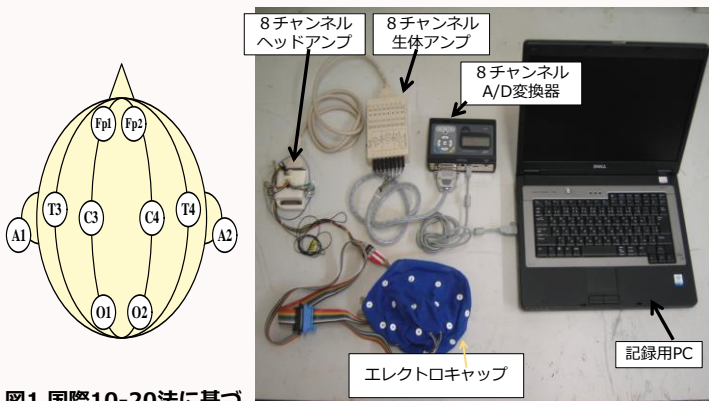 8チャンネル
ヘッドアンプ
8チャンネル
生体アンプ
8チャンネル
A/D変換器
Fp1
Fp2
T3
C3
C4
T4
A1
A2
O1
O2
DELL
エレクトロキャップ
記録用PC
図1 国際10-20法に基づ